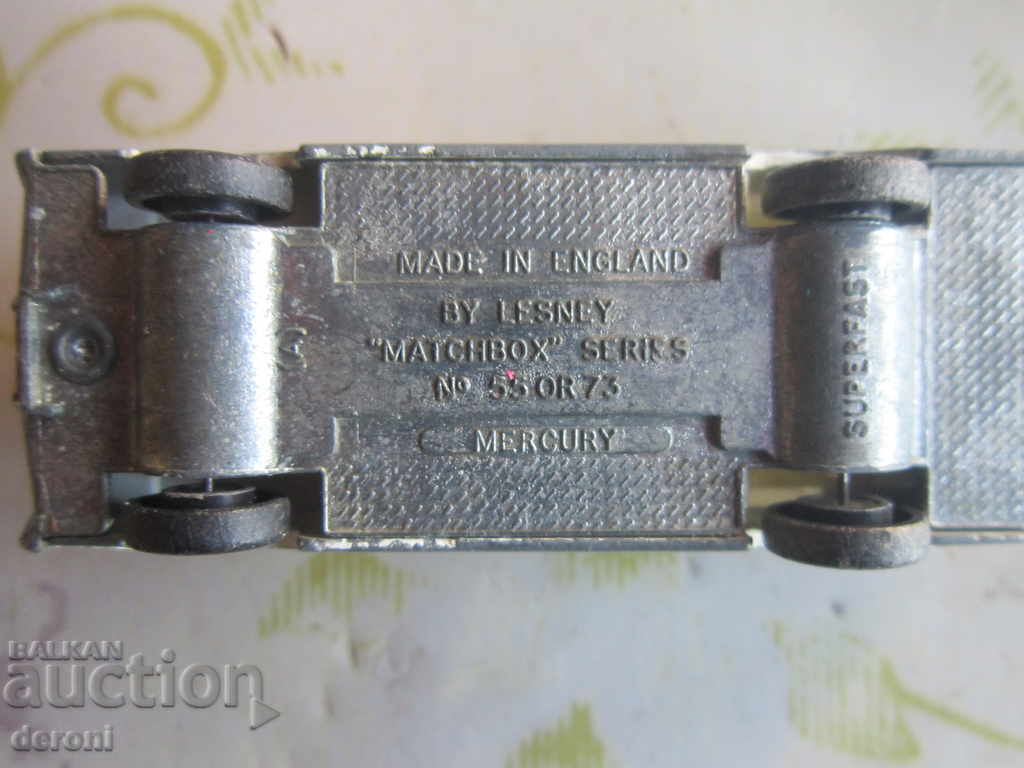 MADE IN ENGLAND
BY LESNEY
"MATCHBOX" SERIES
No 55 OR 73
MERCURY
(A)
SUPERFAST
BALKAN
auction
deroni